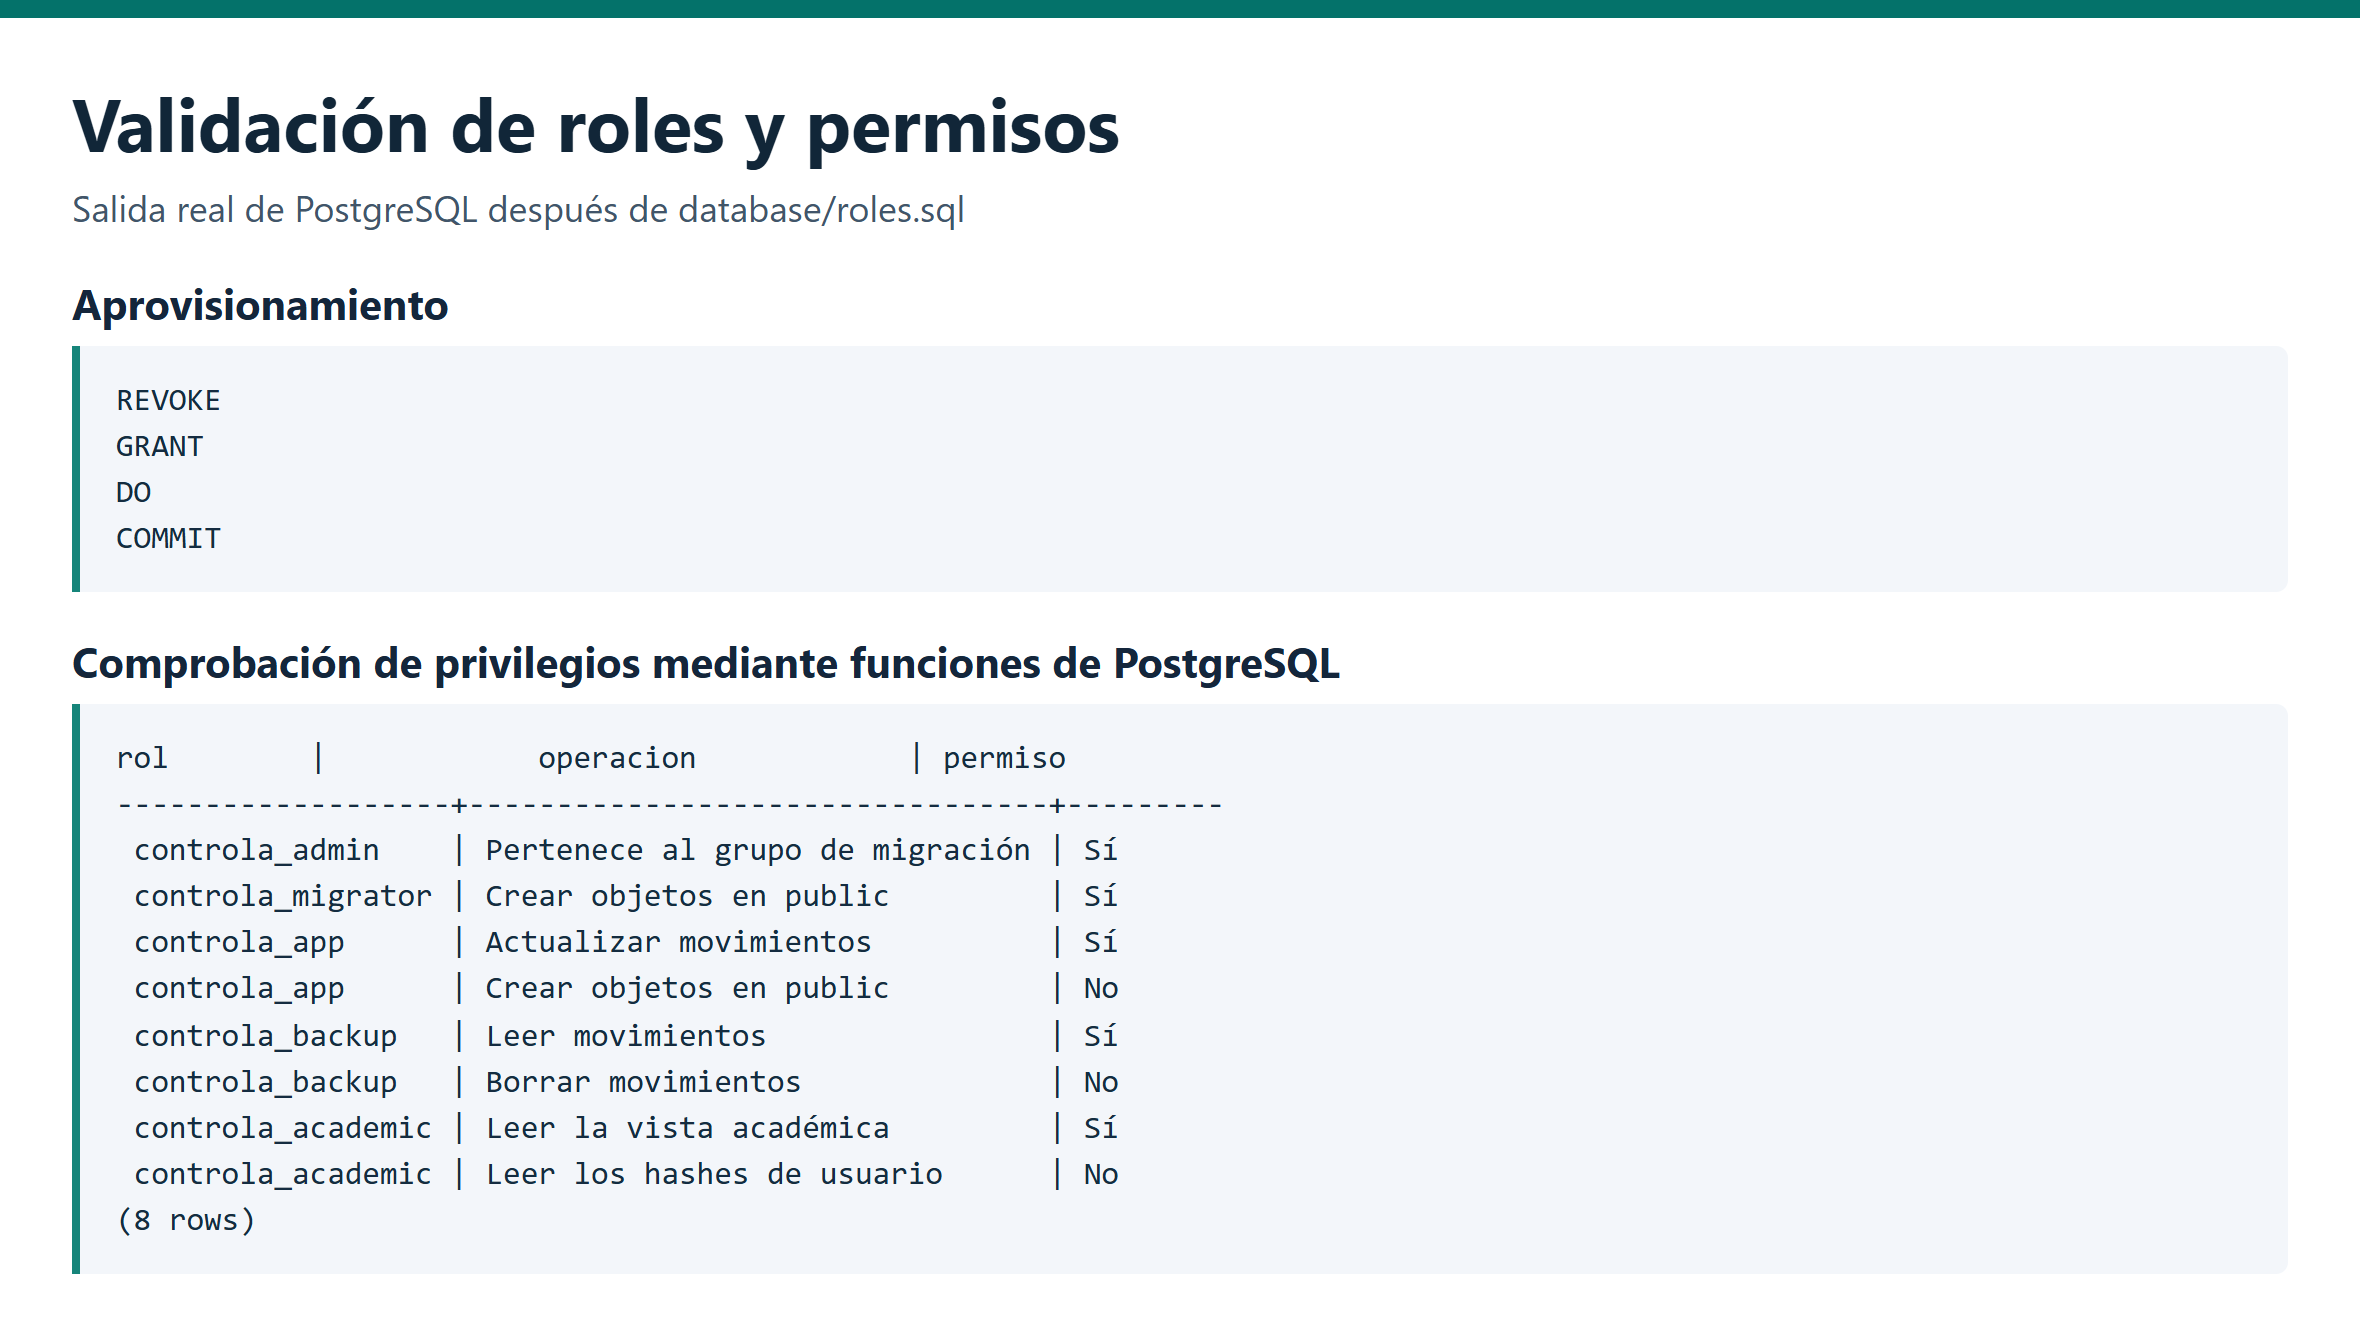 Validación de roles y permisos
Salida real de PostgreSQL después de database/roles.sql
Aprovisionamiento
REVOKE
GRANT
DO
COMMIT
Comprobación de privilegios mediante funciones de PostgreSQL
rol        |            operacion            | permiso
-------------------+---------------------------------+---------
 controla_admin    | Pertenece al grupo de migración | Sí
 controla_migrator | Crear objetos en public         | Sí
 controla_app      | Actualizar movimientos          | Sí
 controla_app      | Crear objetos en public         | No
 controla_backup   | Leer movimientos                | Sí
 controla_backup   | Borrar movimientos              | No
 controla_academic | Leer la vista académica         | Sí
 controla_academic | Leer los hashes de usuario      | No
(8 rows)